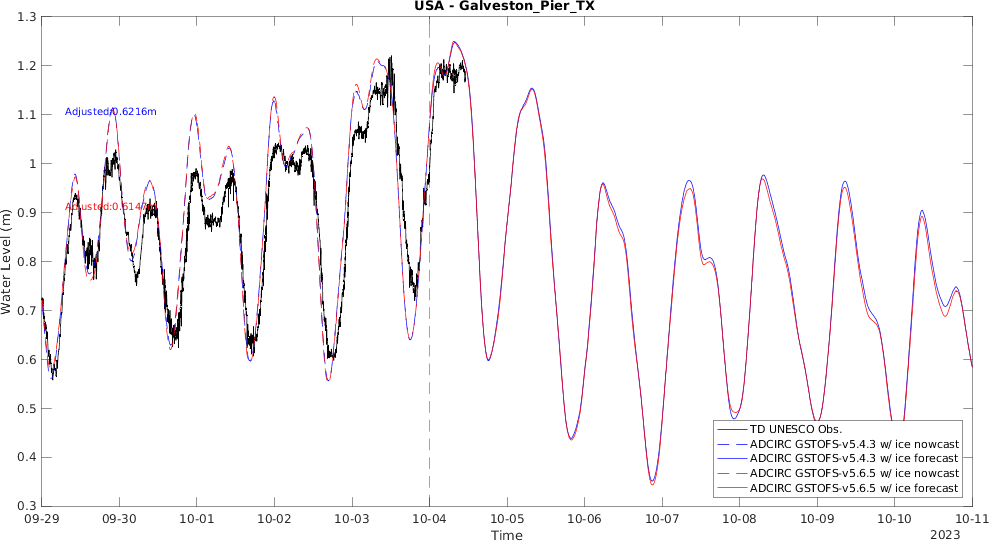 USA - Galveston_Pier_TX
1.3
1.2
1.1
1
0.9
0.8
0.7
0.6
0.5
0.4
0.3
Water Level (m)
Adjusted:0.6216m
TD UNESCO Obs.
ADCIRC GSTOFS-v5.4.3 w/ ice nowcast
ADCIRC GSTOFS-v5.4.3 w/ ice forecast
ADCIRC GSTOFS-v5.6.5 w/ ice nowcast
ADCIRC GSTOFS-v5.6.5 w/ ice forecast
09-29 09-30 10-01 10-02 10-03 10-04 10-05 10-06 10-07 10-08 10-09 10-10 10-11
Time
2023